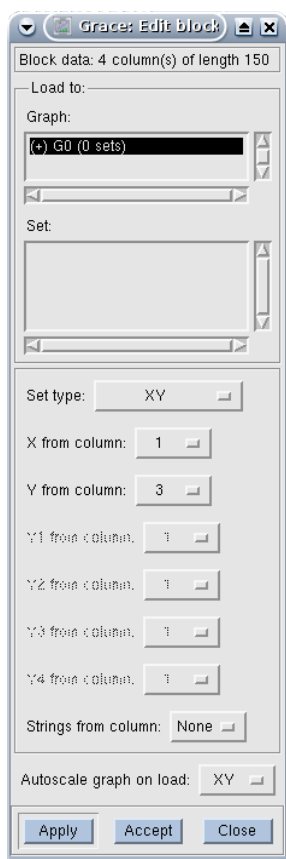 Grace: Edit block
Block data: 4 column(s) of length 150
Load to:
Graph:
(+) G0 (0 sets)
Set:
Set type: XY
X from column: 1
Y from column: 3
Y1 from column: 1
Y2 from column: 1
Y3 from column: 1
Y4 from column: 1
Strings from column: None
Autoscale graph on load: XY
Apply Accept Close